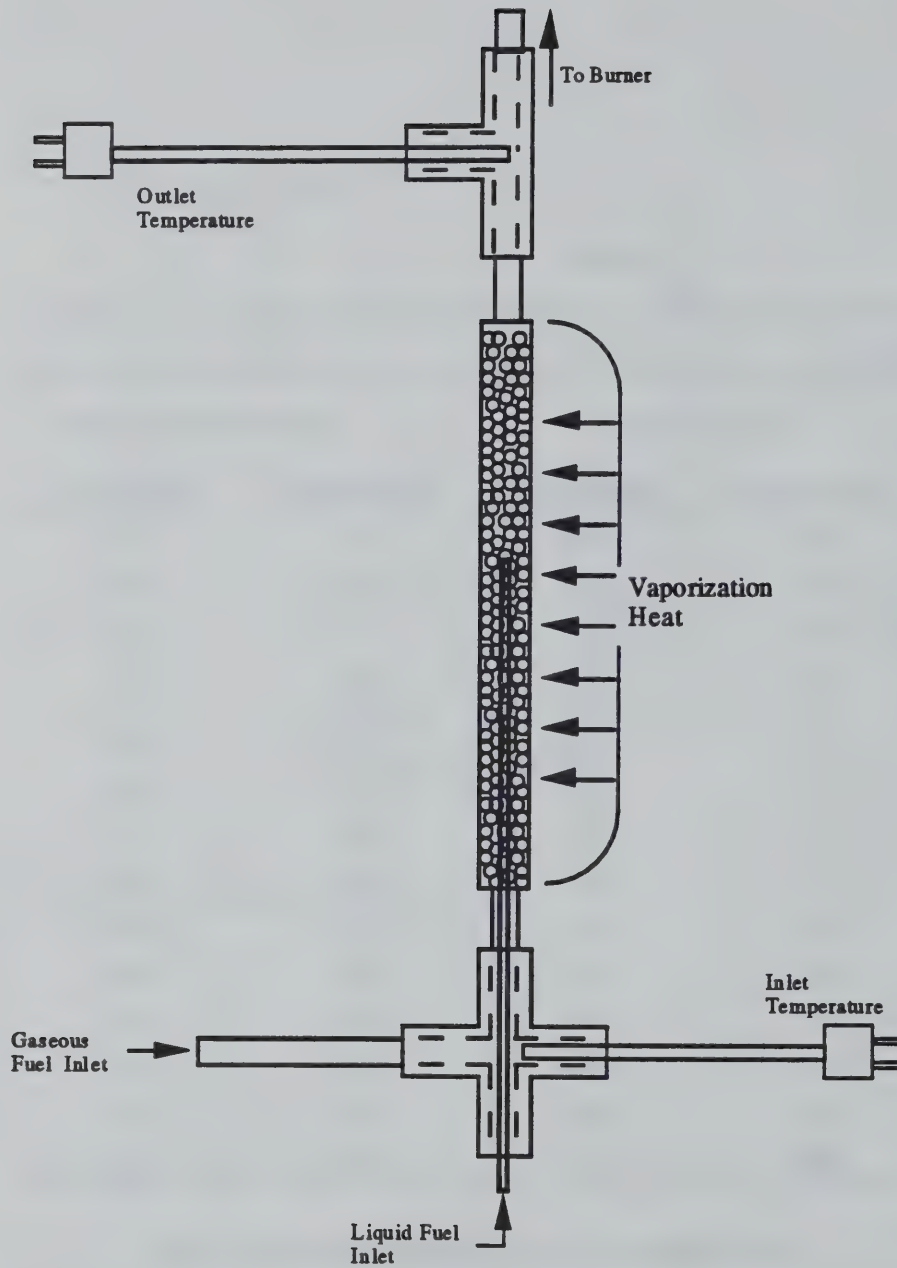 To Burner
Outlet
Temperature
Vaporization
Heat
Inlet
Temperature
Gaseous
Fuel Inlet
Liquid Fuel
Inlet